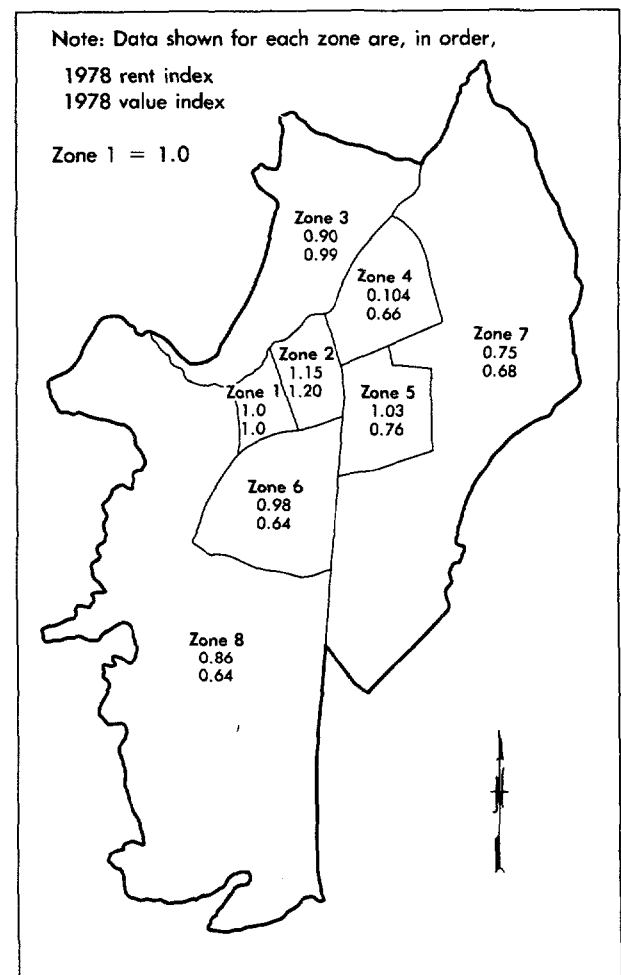 Note: Data shown for each zone are, in order,
1978 rent index
1978 value index
Zone 1 = 1.0
Zone 3
0.90
0.99
Zone 4
0.104
0.66
Zone 7
0.75
0.68
Zone 2
1.15
1.20
Zone 1
1.0
1.0
Zone 5
1.03
0.76
Zone 6
0.98
0.64
Zone 8
0.86
0.64